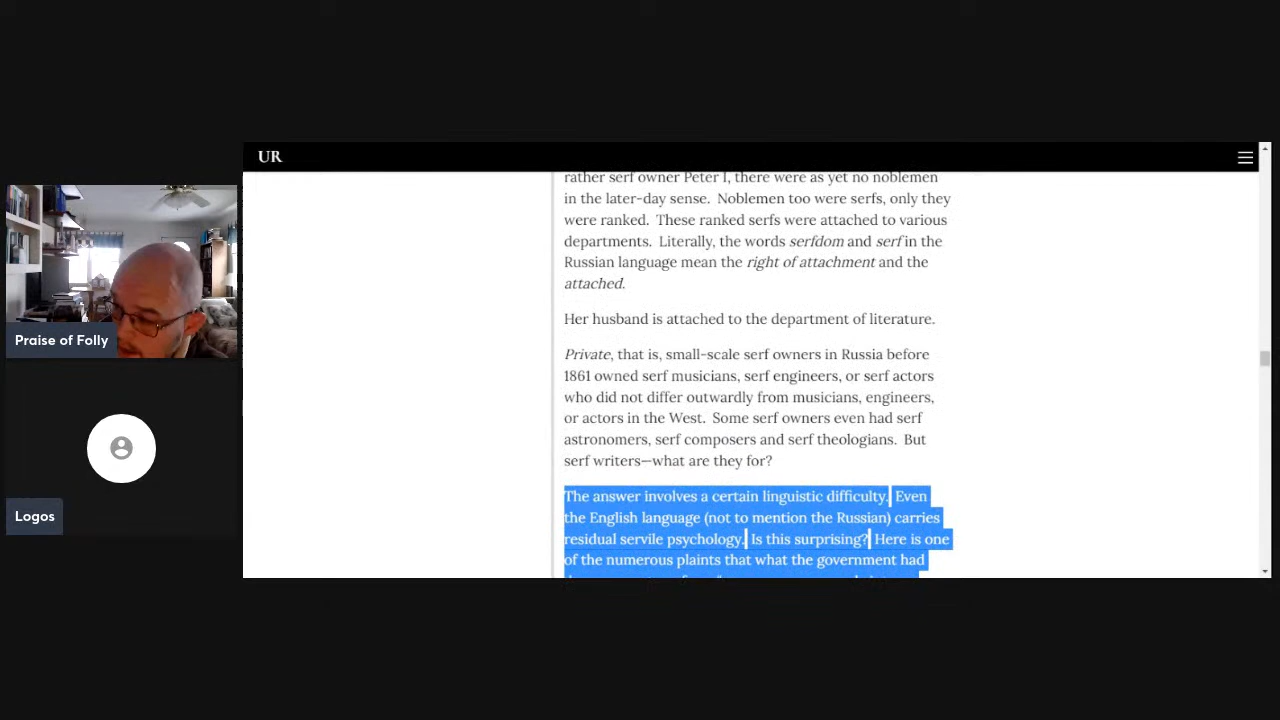 UR
rather serf owner Peter I, there were as yet no noblemen
in the later-day sense. Noblemen too were serfs, only they
were ranked. These ranked serfs were attached to various
departments. Literally, the words serfdom and serf in the
Russian language mean the right of attachment and the
attached.
Her husband is attached to the department of literature.
Private, that is, small-scale serf owners in Russia before
1861 owned serf musicians, serf engineers, or serf actors
who did not differ outwardly from musicians, engineers,
or actors in the West. Some serf owners even had serf
astronomers, serf composers and serf theologians. But
serf writers—what are they for?
The answer involves a certain linguistic difficulty. Even
the English language (not to mention the Russian) carries
residual servile psychology. Is this surprising? Here is one
of the numerous plaints that what the government had
Praise of Folly
Logos